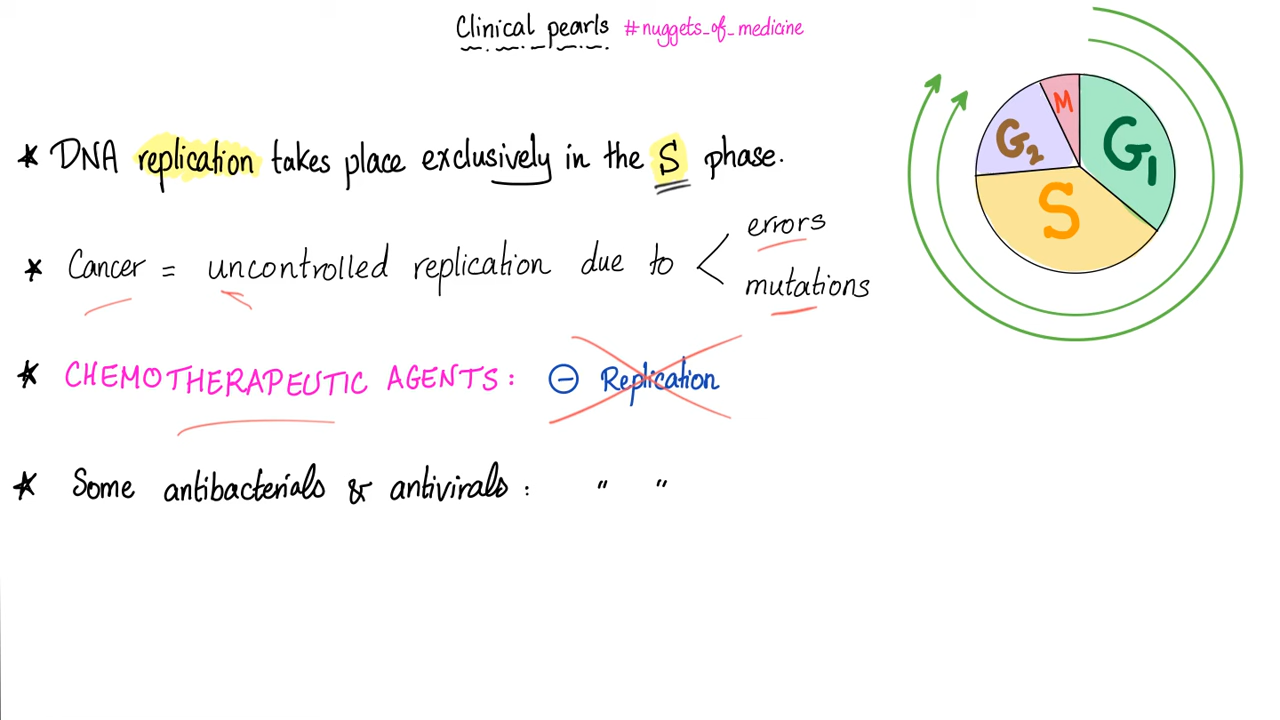 Clinical pearls #nuggets_of_medicine
* DNA replication takes place exclusively in the S phase.
* Cancer = uncontrolled replication due to < errors
mutations
* CHEMOTHERAPEUTIC AGENTS: ⊖ Replication
* Some antibacterials & antivirals: " "
M
G2
G1
S